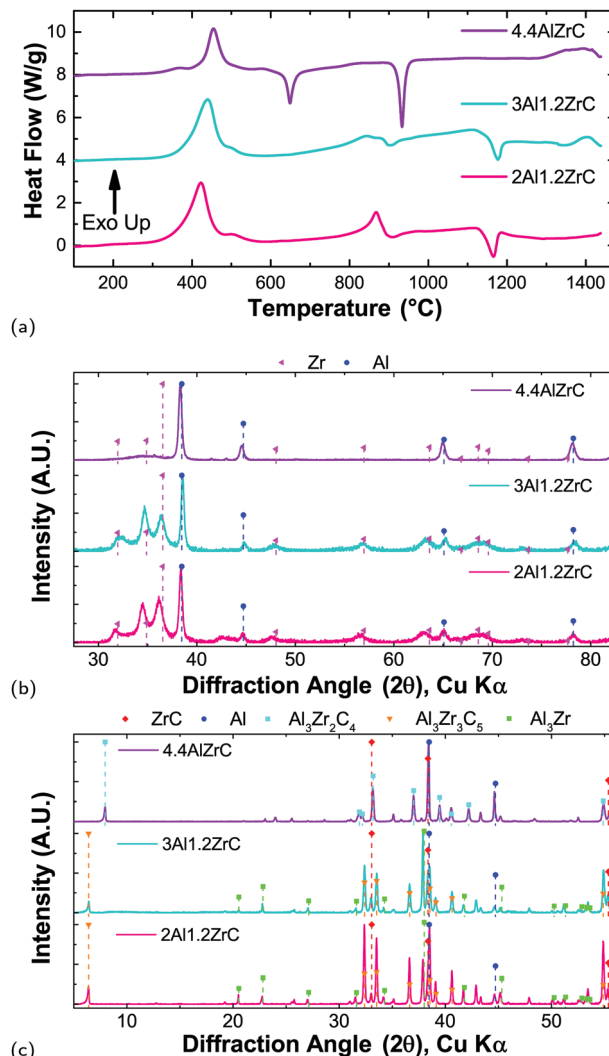 10
8
6
4
2
0
Heat Flow (W/g)
4.4AlZrC
3Al1.2ZrC
2Al1.2ZrC
Exo Up
200 400 600 800 1000 1200 1400
Temperature (°C)
(a)
Zr Al
4.4AlZrC
3Al1.2ZrC
2Al1.2ZrC
Intensity (A.U.)
30 40 50 60 70 80
Diffraction Angle (2θ), Cu Kα
(b)
ZrC Al Al₃Zr₂C₄ Al₃Zr₃C₅ Al₃Zr
4.4AlZrC
3Al1.2ZrC
2Al1.2ZrC
Intensity (A.U.)
10 20 30 40 50
Diffraction Angle (2θ), Cu Kα
(c)